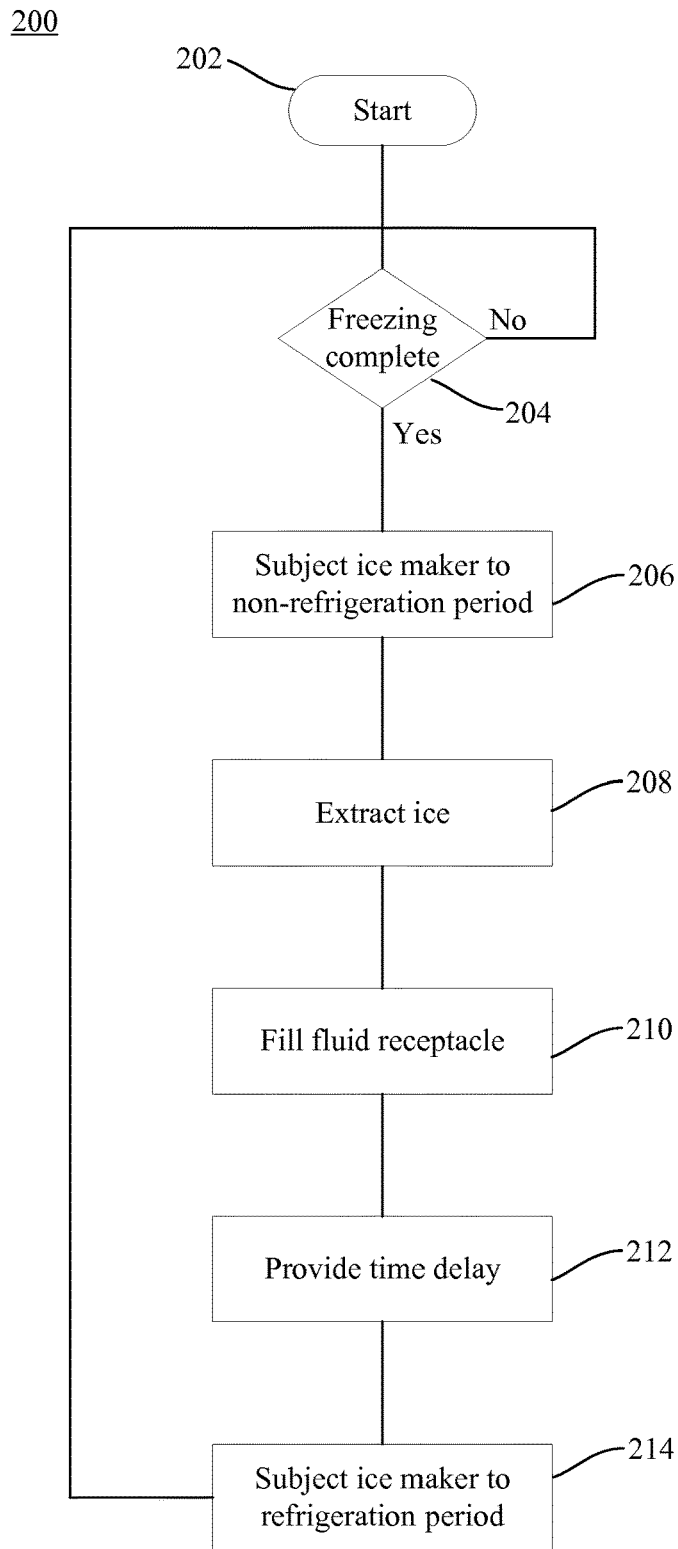 200
202
Start
Freezing
complete
No
204
Yes
Subject ice maker to
non-refrigeration period
206
Extract ice
208
Fill fluid receptacle
210
Provide time delay
212
Subject ice maker to
refrigeration period
214